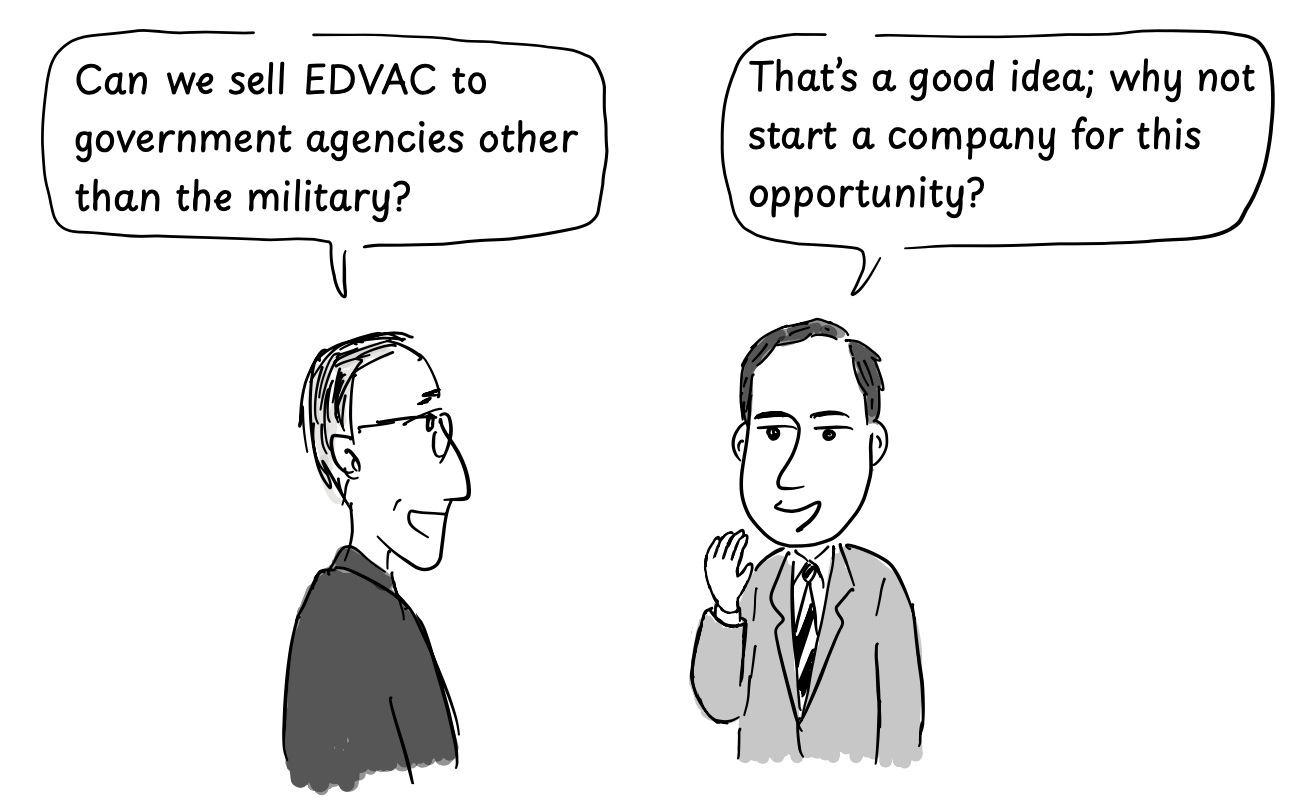 Can we sell EDVAC to
government agencies other
than the military?
That's a good idea; why not
start a company for this
opportunity?